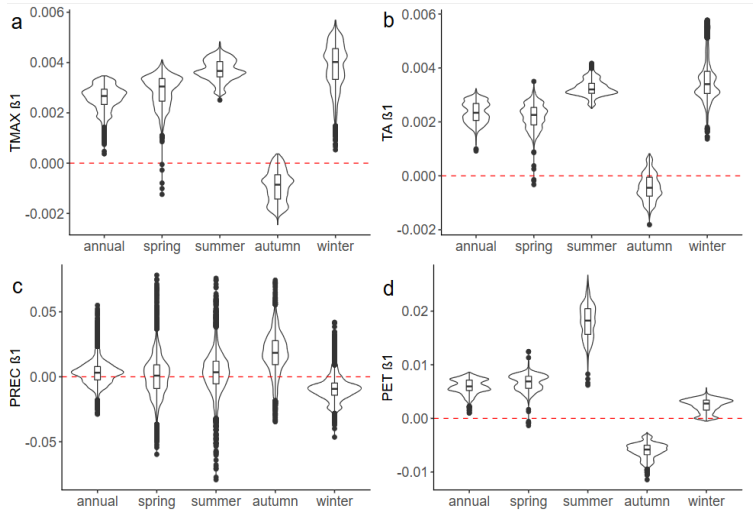 a
TMAX ß1
0.006
0.004
0.002
0.000
-0.002
annual spring summer autumn winter
b
TA ß1
0.006
0.004
0.002
0.000
-0.002
annual spring summer autumn winter
c
PREC ß1
0.05
0.00
-0.05
annual spring summer autumn winter
d
PET ß1
0.02
0.01
0.00
-0.01
annual spring summer autumn winter